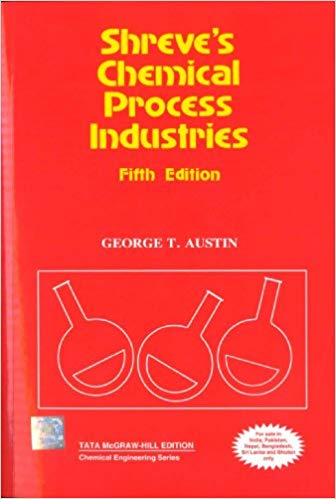 Shreve's
Chemical
Process
Industries
Fifth Edition
GEORGE T. AUSTIN
TATA McGRAW-HILL EDITION
Chemical Engineering Series
For sale in
India, Pakistan,
Nepal, Bangladesh,
Sri Lanka and Bhutan
only.